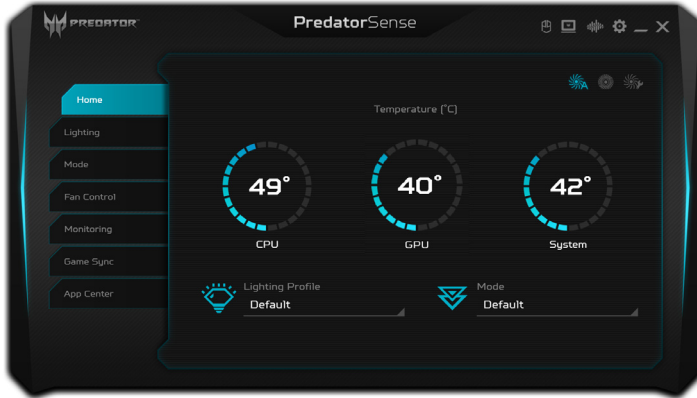 PREDATOR
PredatorSense
Home
Lighting
Mode
Fan Control
Monitoring
Game Sync
App Center
Temperature (°C)
49°
CPU
40°
GPU
42°
System
Lighting Profile
Default
Mode
Default